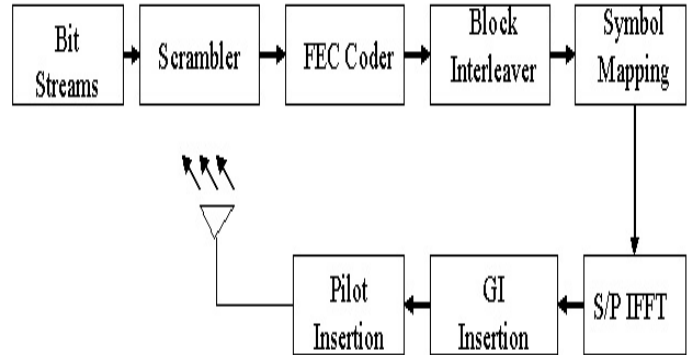 Bit
Streams
Scrambler
FEC Coder
Block
Interleaver
Symbol
Mapping
S/P IFFT
GI
Insertion
Pilot
Insertion